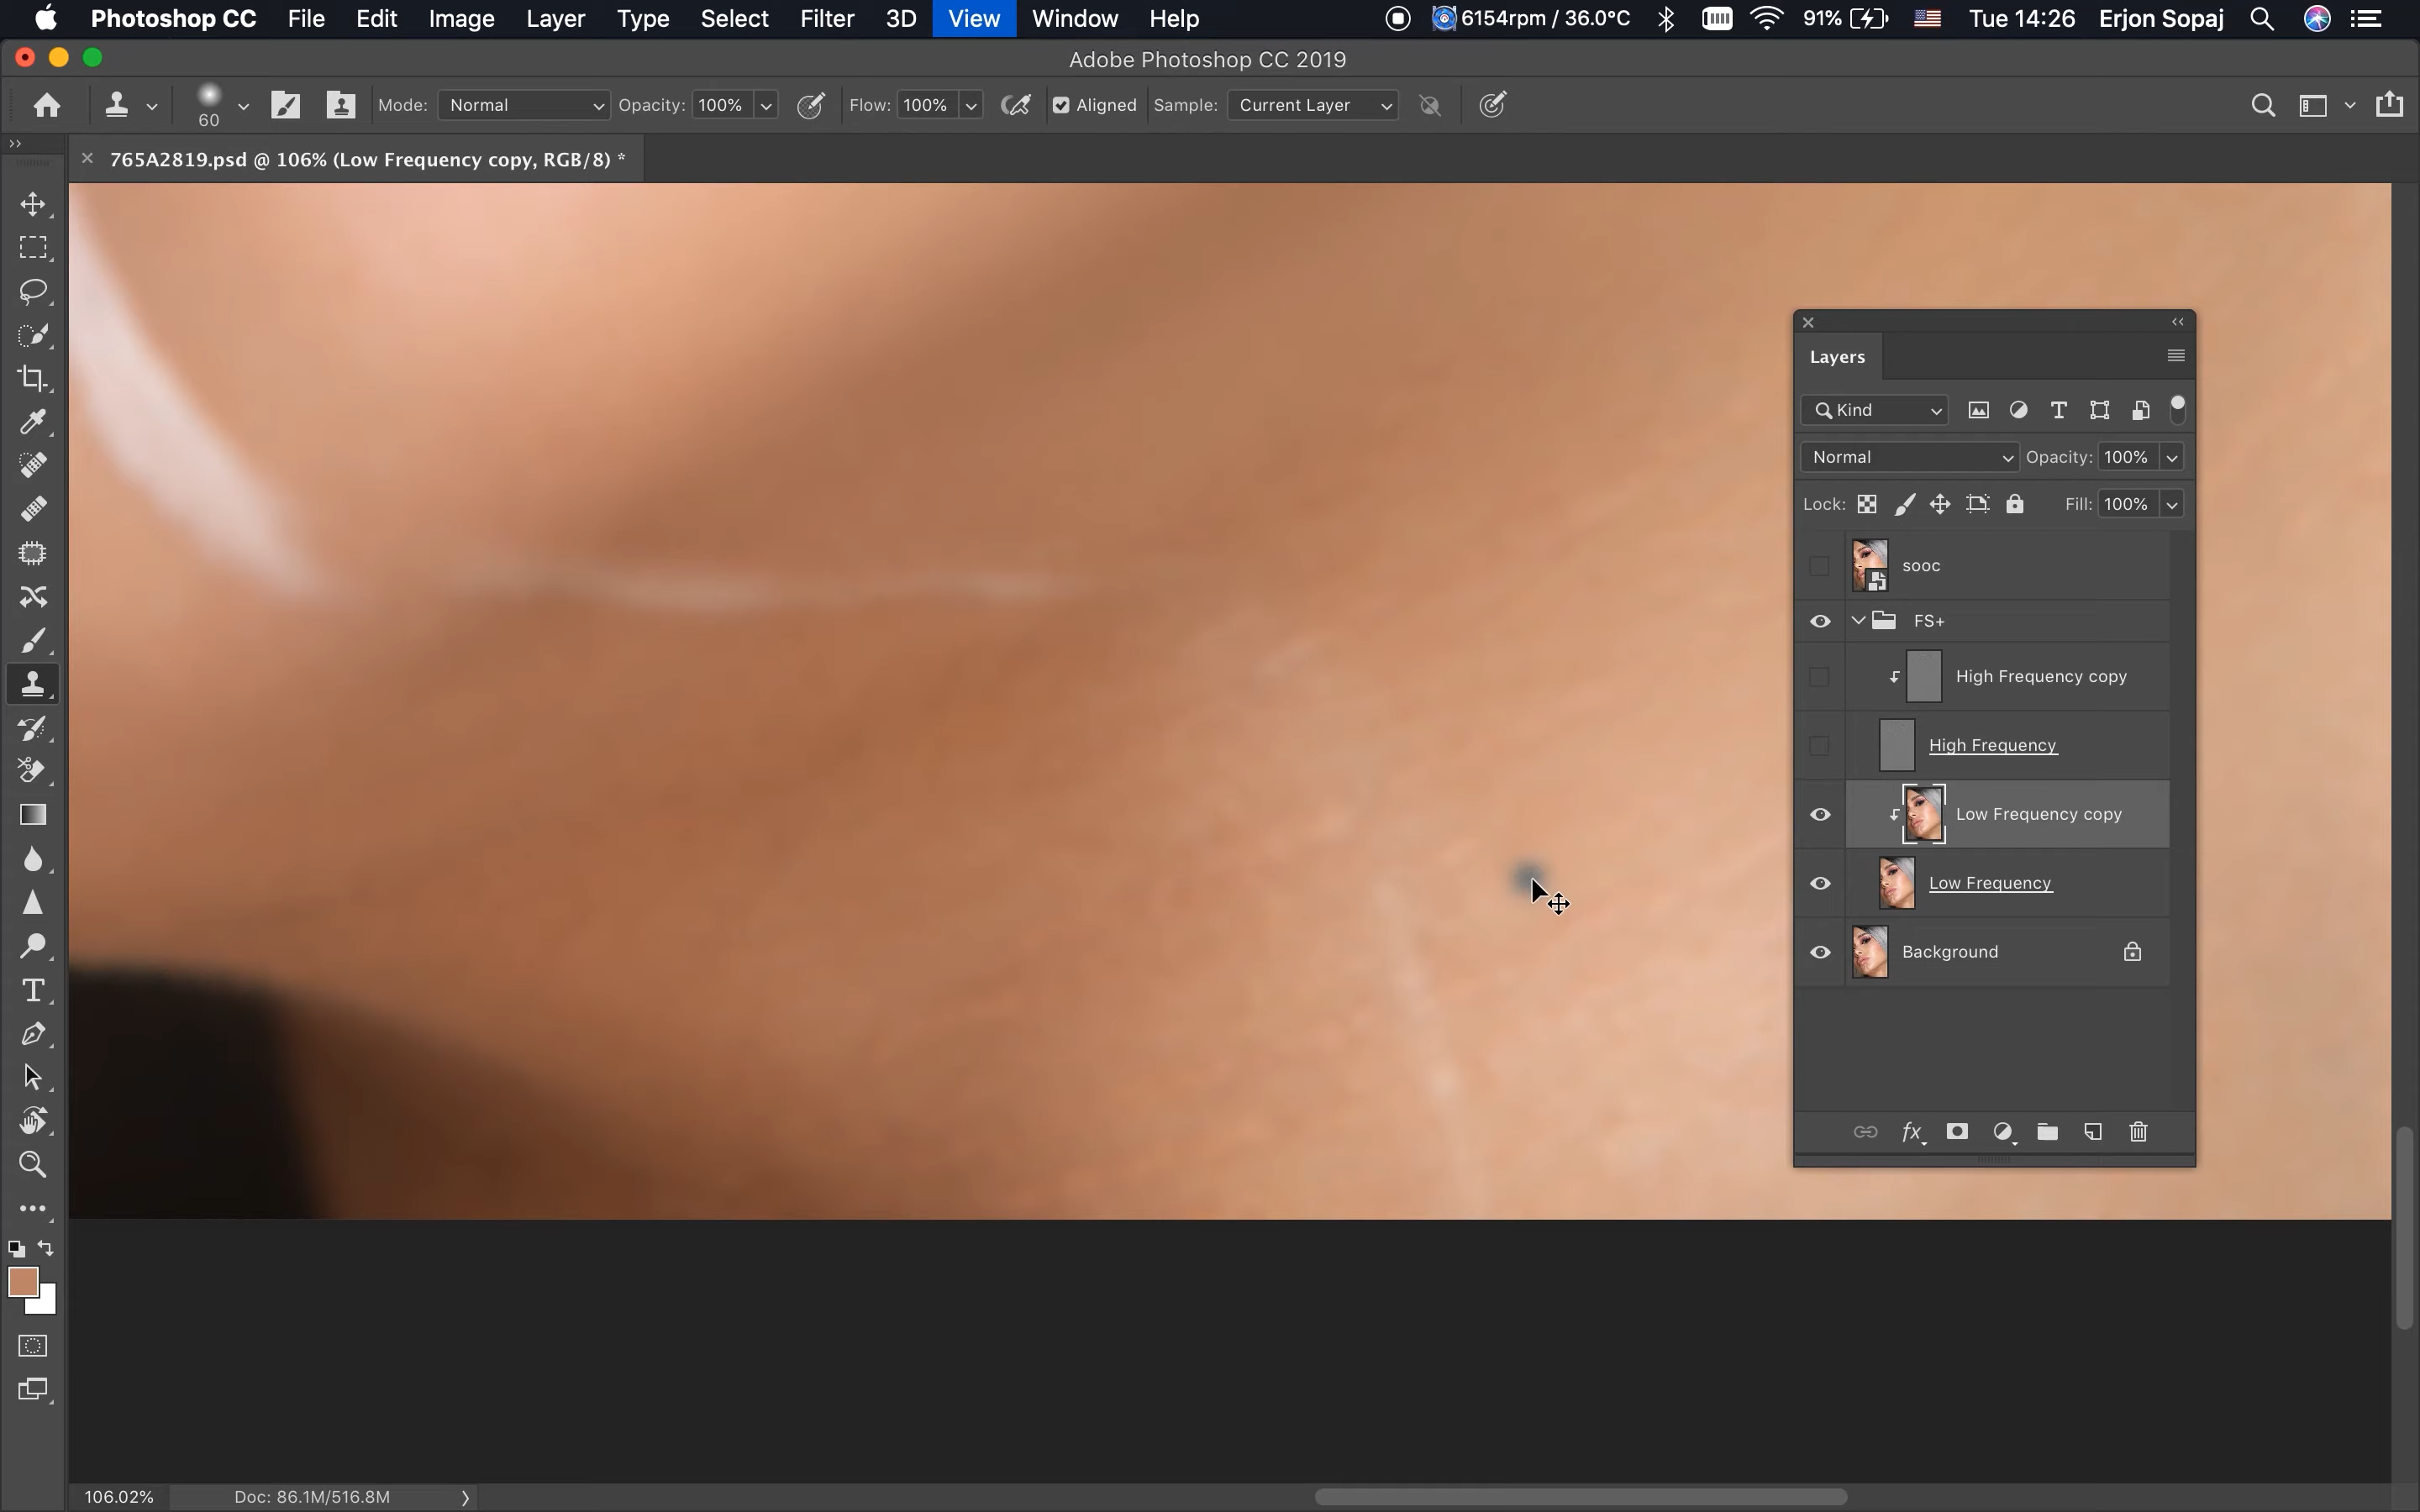 Photoshop CC File Edit Image Layer Type Select Filter 3D View Window Help 6154rpm / 36.0°C 91% Tue 14:26 Erjon Sopaj
Adobe Photoshop CC 2019
60 Mode: Normal Opacity: 100% Flow: 100% Aligned Sample: Current Layer
765A2819.psd @ 106% (Low Frequency copy, RGB/8) *
Layers
Kind
Normal Opacity: 100%
Lock: Fill: 100%
sooc
FS+
High Frequency copy
High Frequency
Low Frequency copy
Low Frequency
Background
fx
106.02% Doc: 86.1M/516.8M